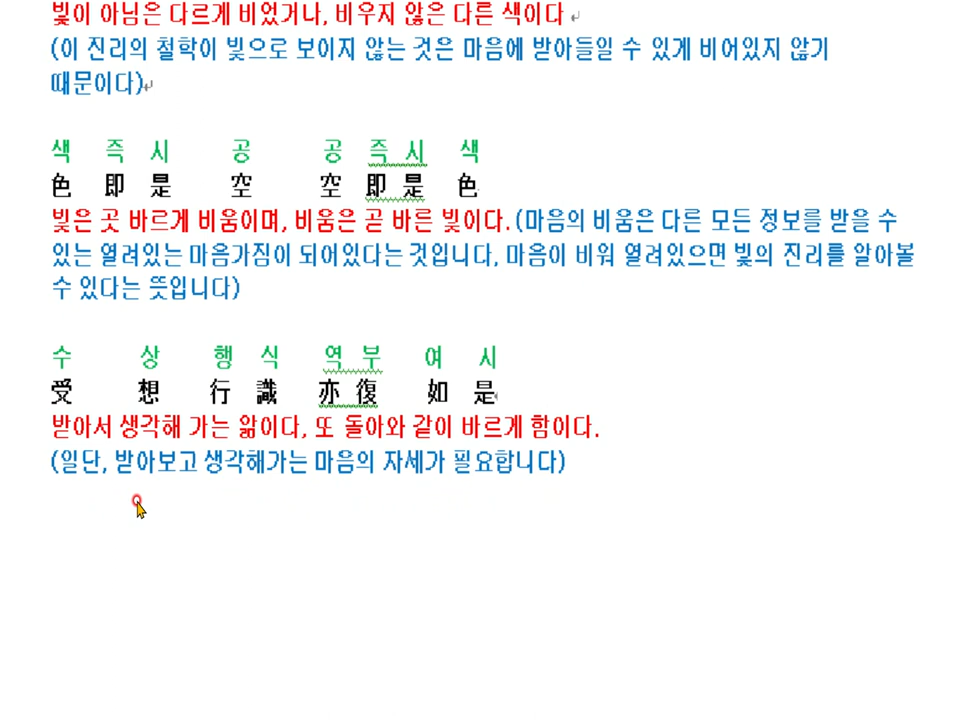 빛이 아님은 다르게 비었거나, 비우지 않은 다른 색이다
(이 진리의 철학이 빛으로 보이지 않는 것은 마음에 받아들일 수 있게 비어있지 않기
때문이다)
색 즉 시 공 공 즉 시 색
色 即 是 空 空 即 是 色
빛은 곳 바르게 비움이며, 비움은 곧 바른 빛이다. (마음의 비움은 다른 모든 정보를 받을 수
있는 열려있는 마음가짐이 되어있다는 것입니다, 마음이 비워 열려있으면 빛의 진리를 알아볼
수 있다는 뜻입니다)
수 상 행 식 역 부 여 시
受 想 行 識 亦 復 如 是
받아서 생각해 가는 앎이다, 또 돌아와 같이 바르게 함이다.
(일단, 받아보고 생각해가는 마음의 자세가 필요합니다)